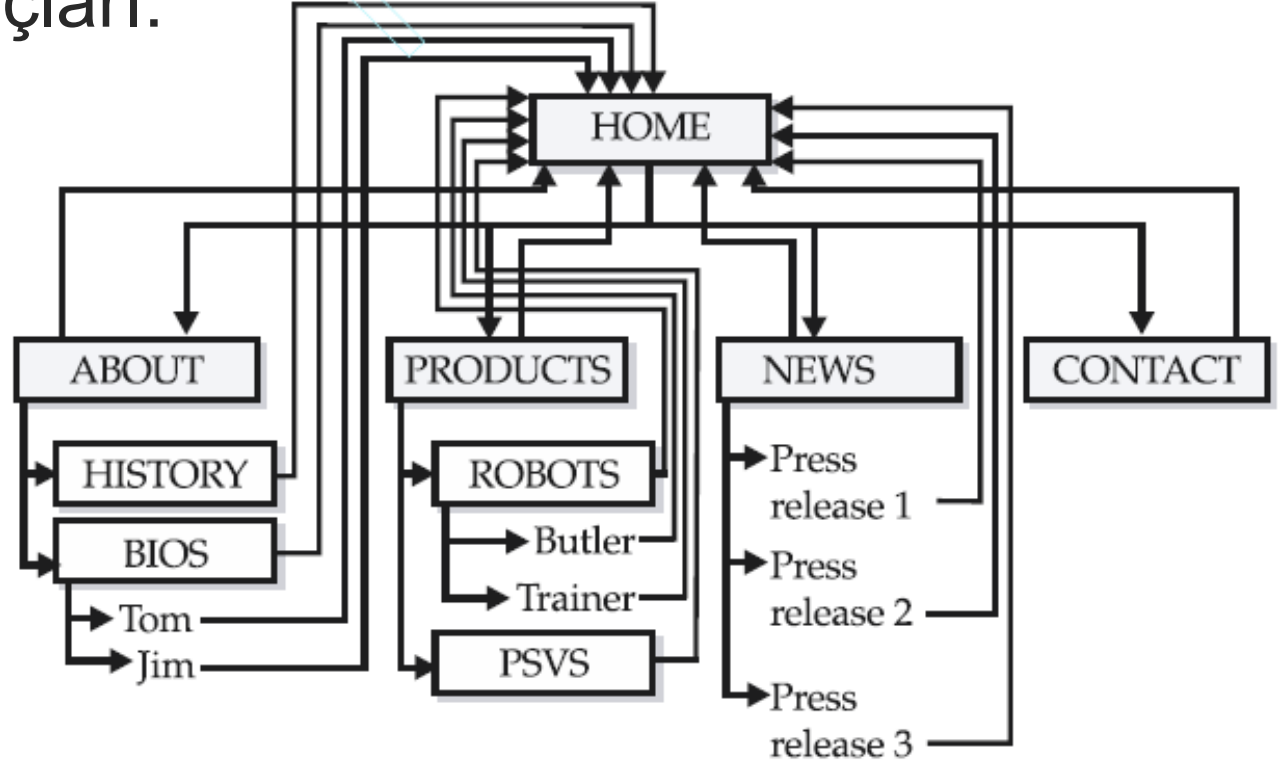 çları.
HOME
ABOUT
PRODUCTS
NEWS
CONTACT
HISTORY
BIOS
Tom
Jim
ROBOTS
Butler
Trainer
PSVS
Press
release 1
Press
release 2
Press
release 3